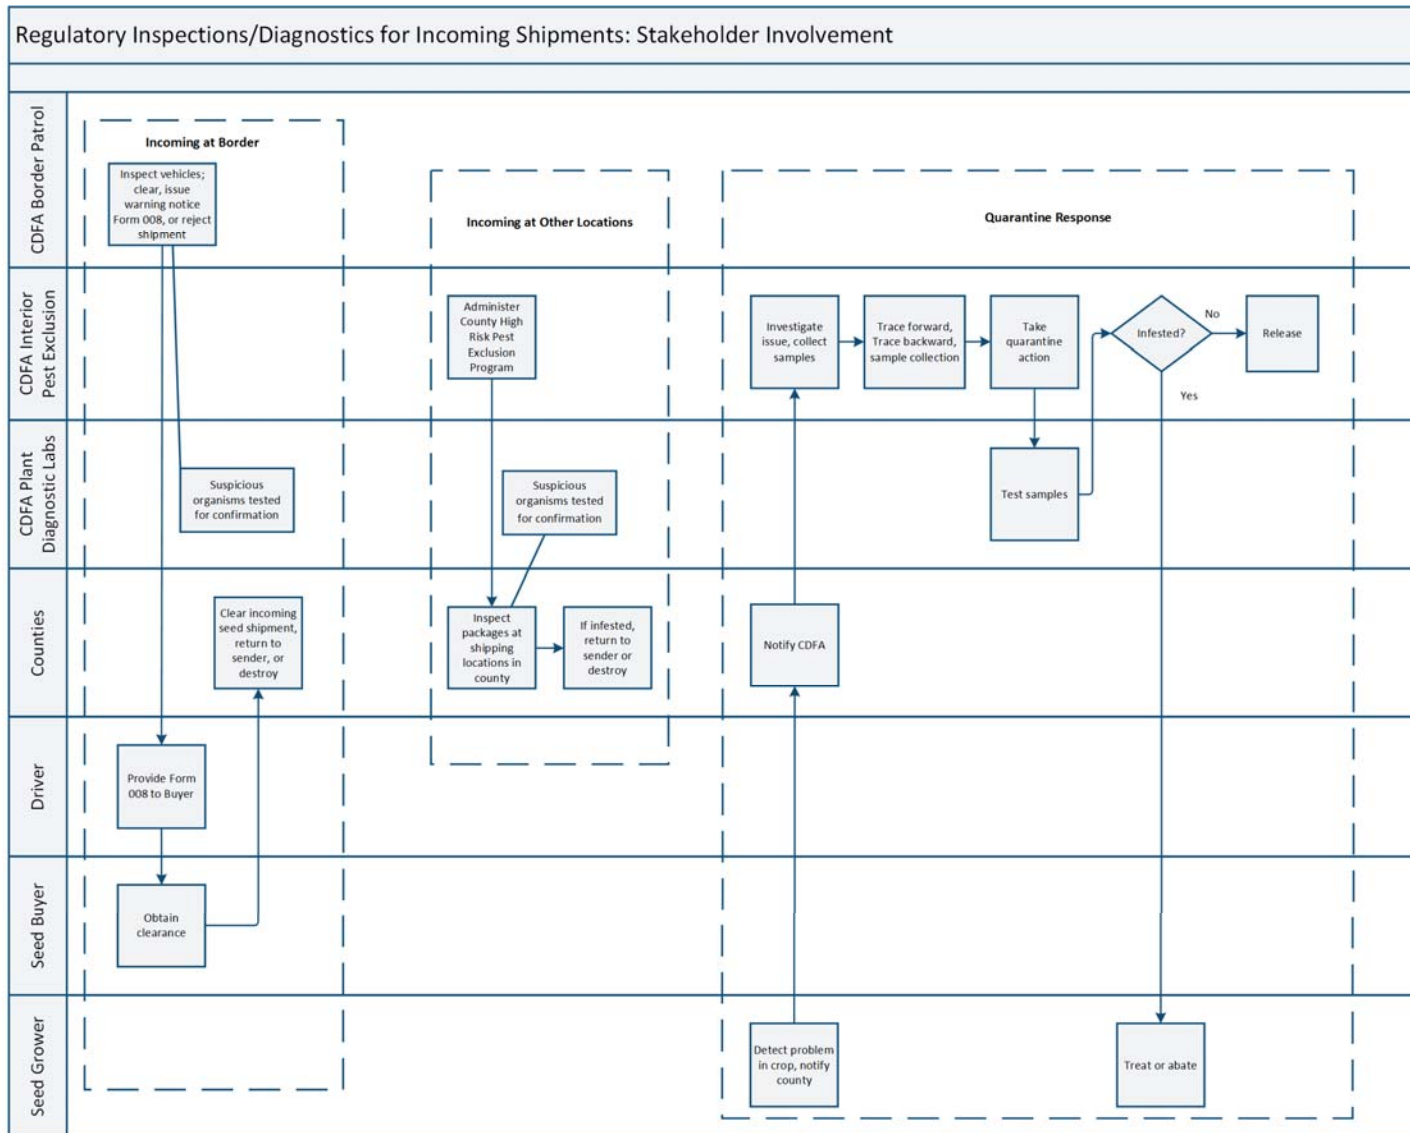 Regulatory Inspections/Diagnostics for Incoming Shipments: Stakeholder Involvement
CDFA Border Patrol
Incoming at Border
Inspect vehicles;
clear, issue
warning notice
Form 008, or reject
shipment
Incoming at Other Locations
Quarantine Response
CDFA Interior
Pest Exclusion
Administer
County High
Risk Pest
Exclusion
Program
Investigate
issue, collect
samples
Trace forward,
Trace backward,
sample collection
Take
quarantine
action
Infested?
No
Release
Yes
CDFA Plant
Diagnostic Labs
Suspicious
organisms tested
for confirmation
Suspicious
organisms tested
for confirmation
Test samples
Counties
Clear incoming
seed shipment,
return to
sender, or
destroy
Inspect
packages at
shipping
locations in
county
If infested,
return to
sender or
destroy
Notify CDFA
Driver
Provide Form
008 to Buyer
Seed Buyer
Obtain
clearance
Seed Grower
Detect problem
in crop, notify
county
Treat or abate